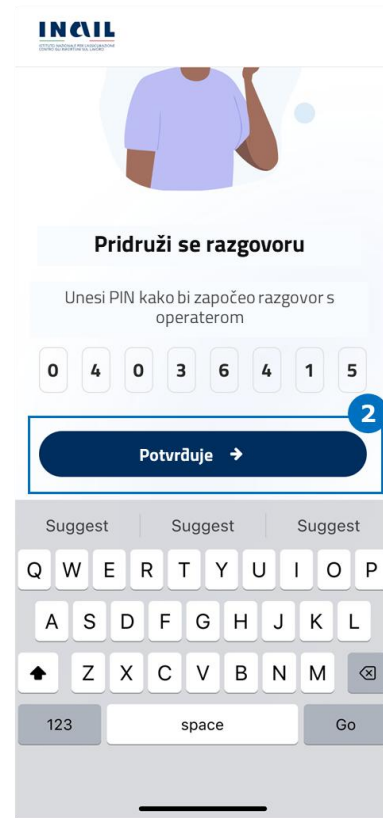 INAIL
ISTITUTO NAZIONALE PER L'ASSICURAZIONE
CONTRO GLI INFORTUNI SUL LAVORO
Pridruži se razgovoru
Unesi PIN kako bi započeo razgovor s
operaterom
0 4 0 3 6 4 1 5
2
Potvrđuje →
Suggest Suggest Suggest
Q W E R T Y U I O P
A S D F G H J K L
Z X C V B N M
123 space Go